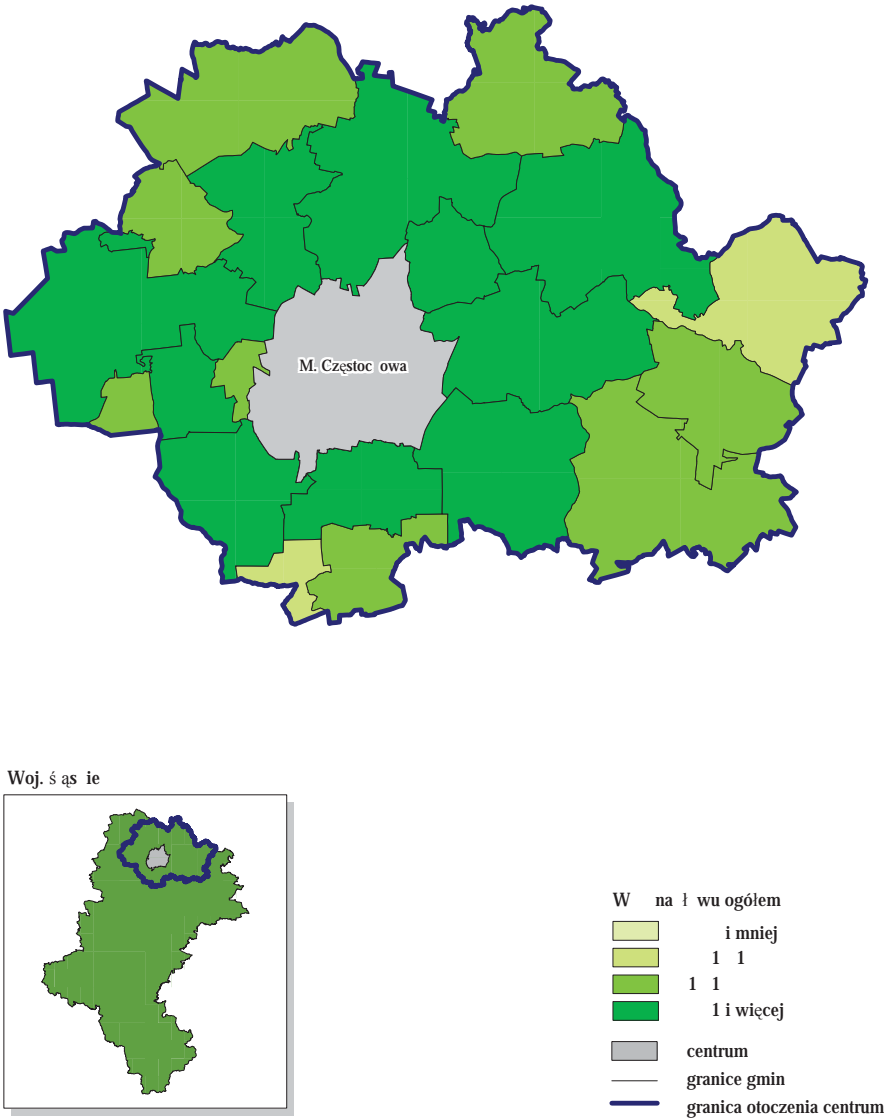 M. Częstoc owa
Woj. ś ąs ie
W na ł wu ogółem
i mniej
1 1
1 1
1 i więcej
centrum
granice gmin
granica otoczenia centrum